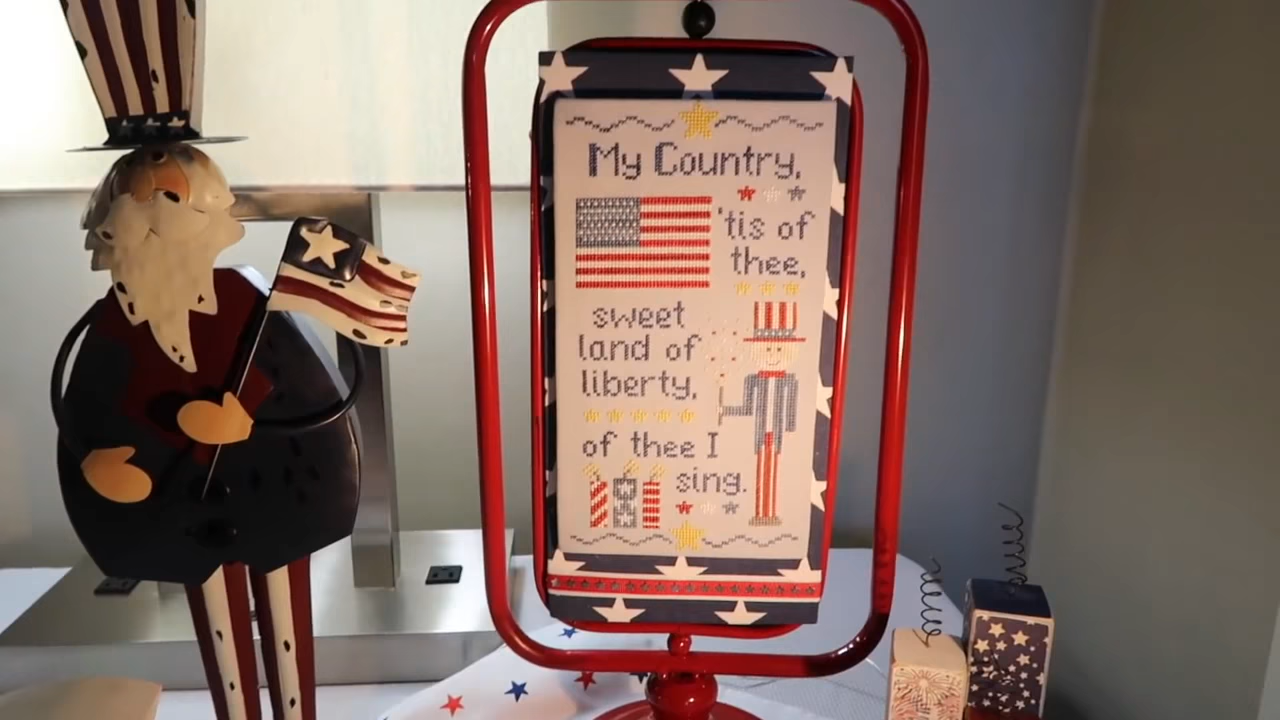 My Country,
'tis of
thee,
sweet
land of
liberty,
of thee I
sing.